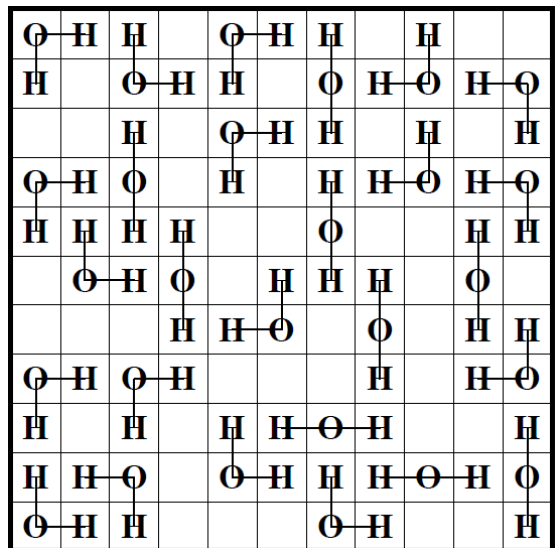 O H H O H H H
H O H H O H O H O
H O H H H H
O H O H H H O H O
H H H H O H H
O H O H H H O
H H O O H H
O H O H H H O
H H H H O H H
H H O O H H H O H O
O H H O H H